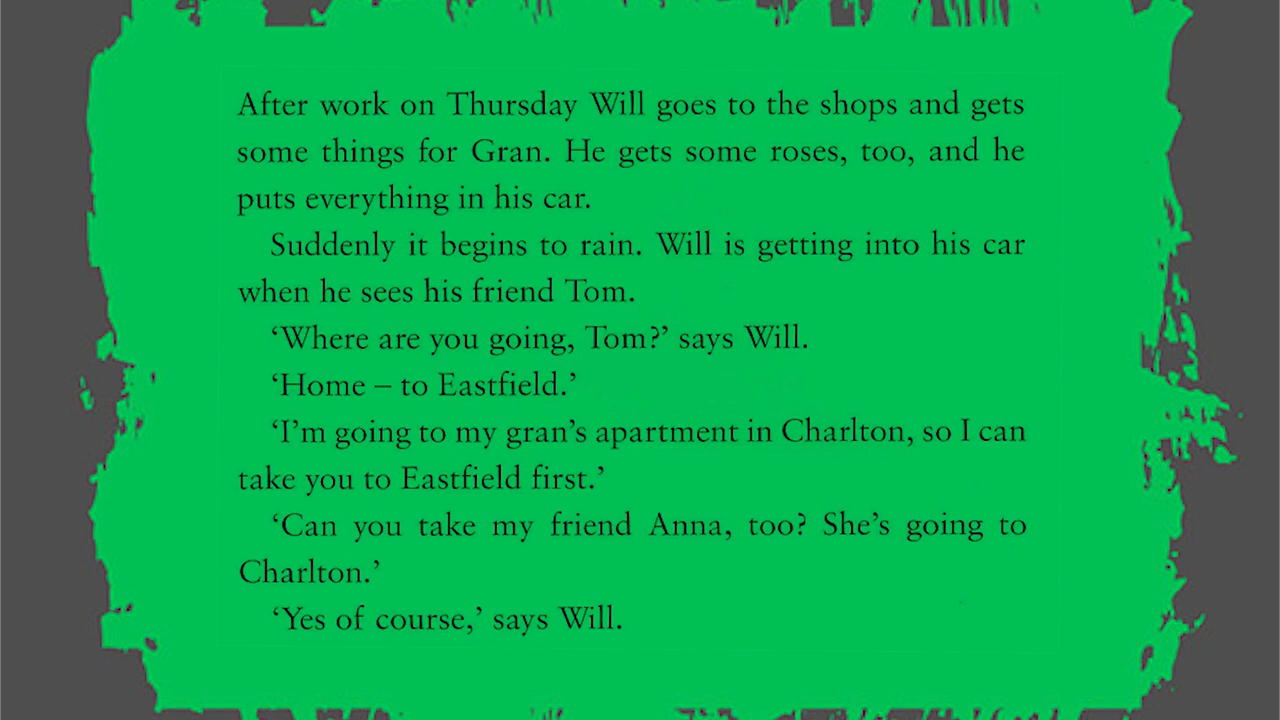 After work on Thursday Will goes to the shops and gets
some things for Gran. He gets some roses, too, and he
puts everything in his car.
Suddenly it begins to rain. Will is getting into his car
when he sees his friend Tom.
‘Where are you going, Tom?’ says Will.
‘Home – to Eastfield.’
‘I’m going to my gran’s apartment in Charlton, so I can
take you to Eastfield first.’
‘Can you take my friend Anna, too? She’s going to
Charlton.’
‘Yes of course,’ says Will.